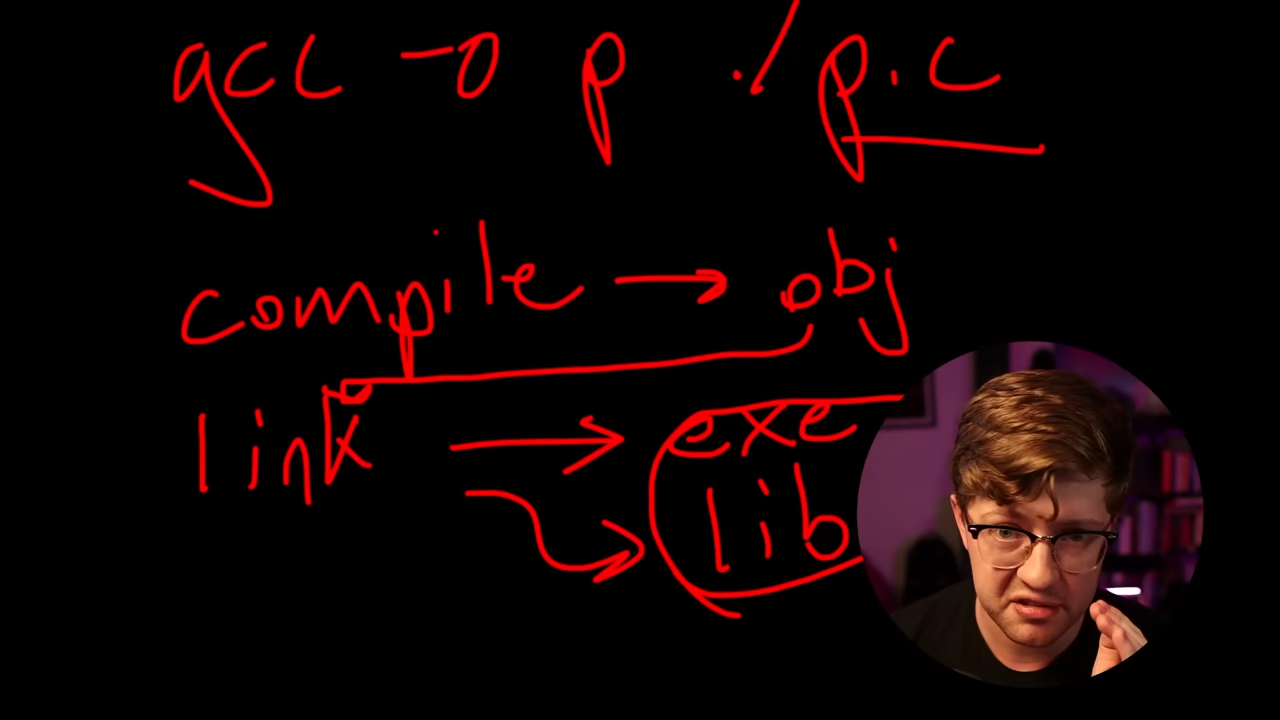 gcc -o p ./p.c
compile → obj
link → exe
lib